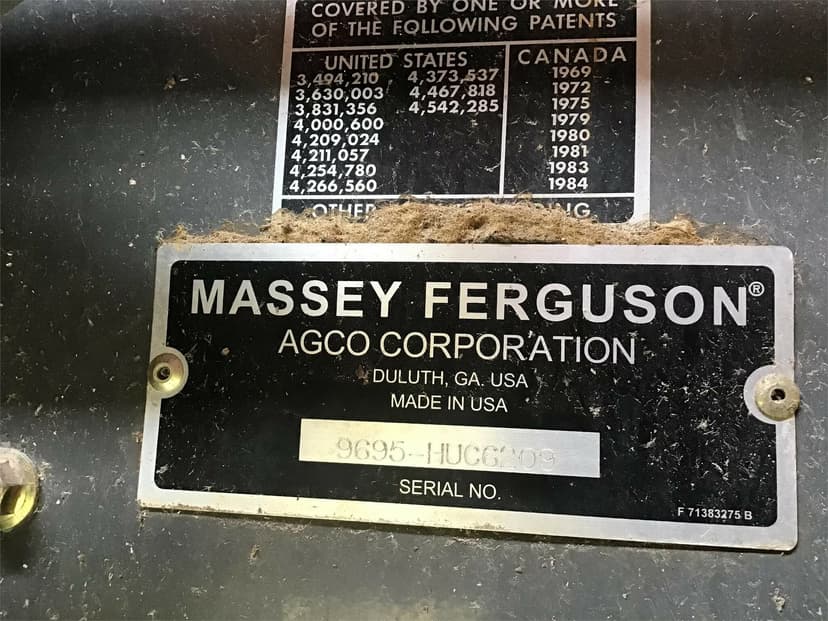 COVERED BY ONE OR MORE
OF THE FOLLOWING PATENTS
UNITED STATES
3,494,210 4,373,537
3,630,003 4,467,818
3,831,356 4,542,285
4,000,600
4,209,024
4,211,057
4,254,780
4,266,560
CANADA
1969
1972
1975
1979
1980
1981
1983
1984
MASSEY FERGUSON®
AGCO CORPORATION
DULUTH, GA. USA
MADE IN USA
SERIAL NO.
F 71383275 B